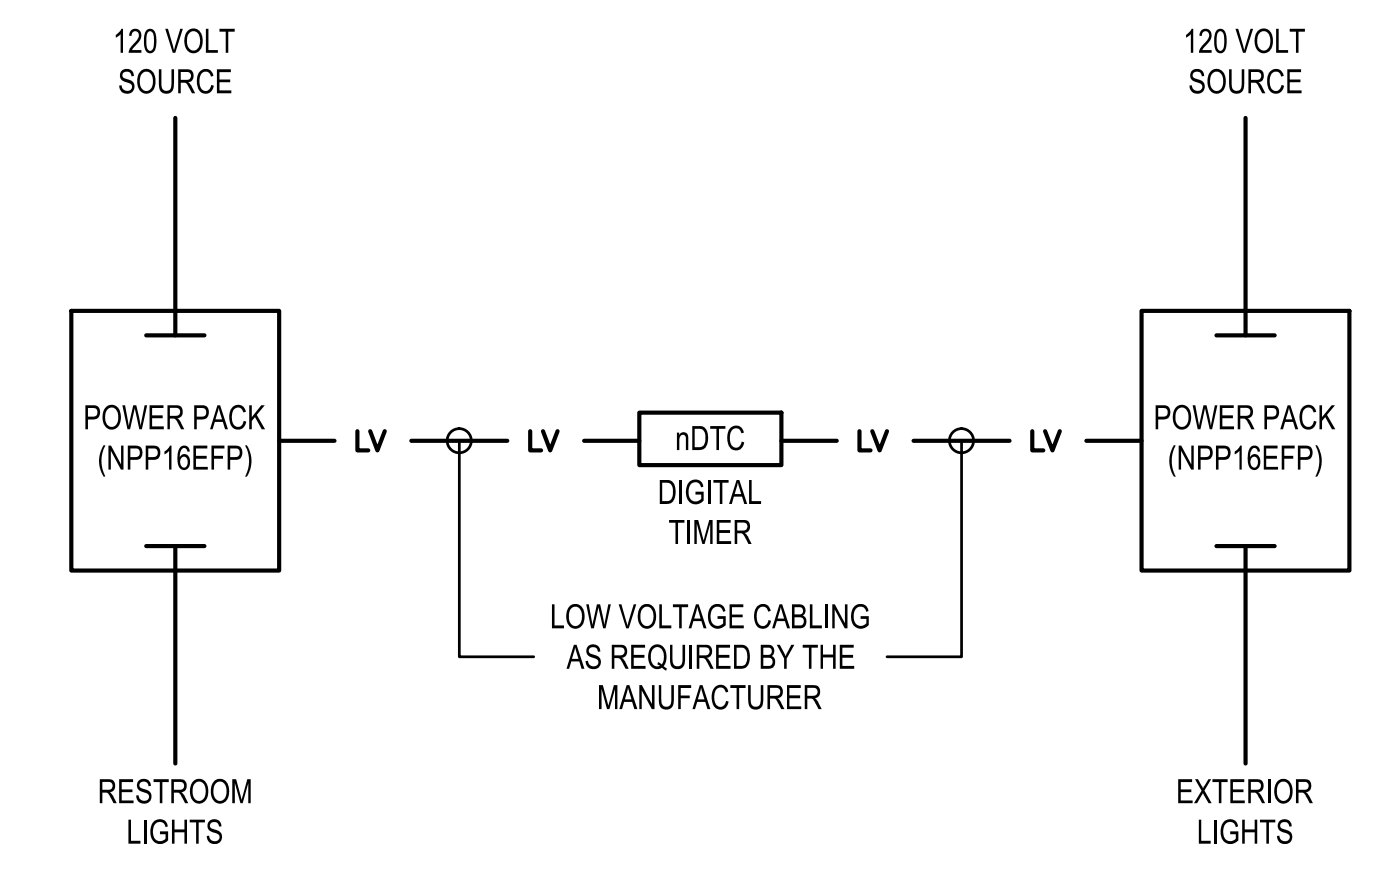 120 VOLT
SOURCE
120 VOLT
SOURCE
POWER PACK
(NPP16EFP)
LV
LV
nDTC
LV
LV
POWER PACK
(NPP16EFP)
DIGITAL
TIMER
LOW VOLTAGE CABLING
AS REQUIRED BY THE
MANUFACTURER
RESTROOM
LIGHTS
EXTERIOR
LIGHTS